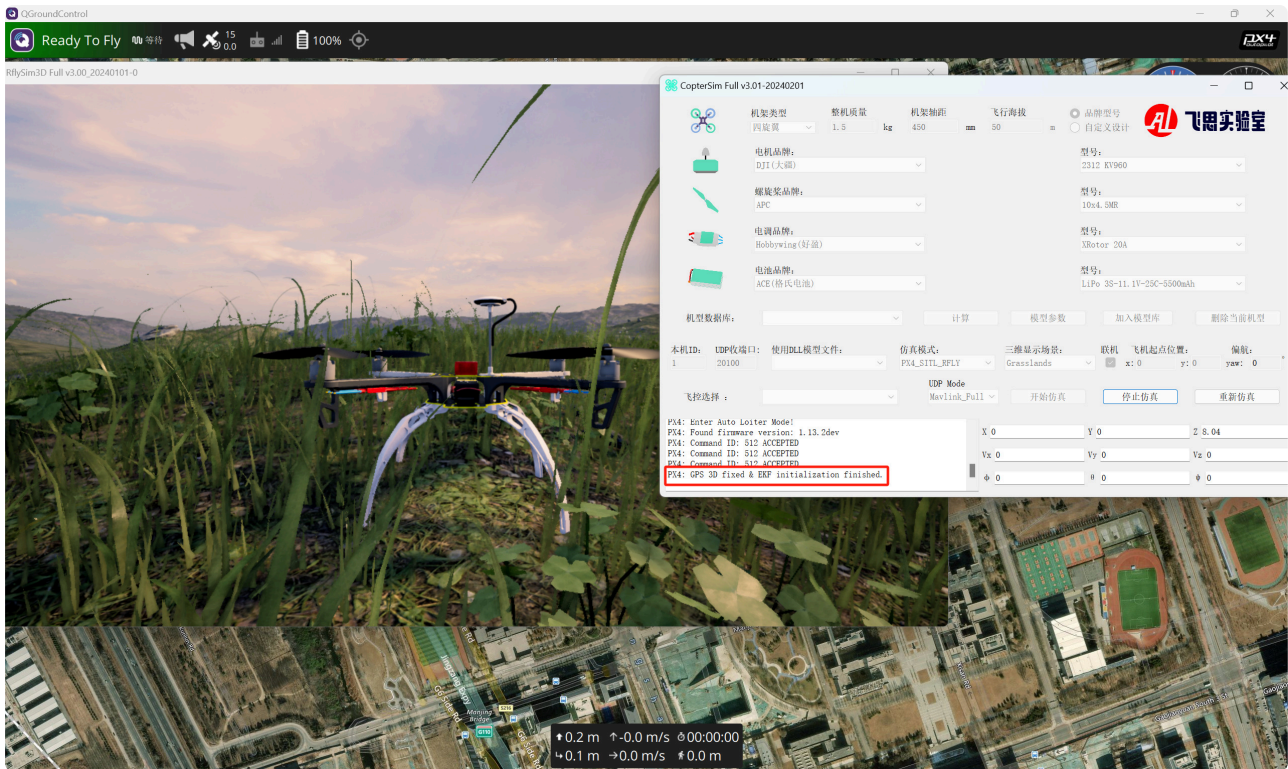 QGroundControl
Ready To Fly 等待 15 0.0 100%
PX4 autopilot
RflySim3D Full v3.00_20240101-0
CopterSim Full v3.01-20240201
机架类型 整机质量 机架轴距 飞行海拔 品牌型号
四旋翼 1.5 kg 450 mm 50 m 自定义设计
飞思实验室
电机品牌: 型号:
DJI(大疆) 2312 KV960
螺旋桨品牌: 型号:
APC 10x4.5MR
电调品牌: 型号:
Hobbywing(好盈) XRotor 20A
电池品牌: 型号:
ACE(格氏电池) LiPo 3S-11.1V-25C-5500mAh
机型数据库: 计算 模型参数 加入模型库 删除当前机型
本机ID: UDP收端口: 使用DLL模型文件: 仿真模式: 三维显示场景: 联机 飞机起点位置: 偏航:
1 20100 PX4_SITL_RFLY Grasslands x: 0 y: 0 yaw: 0
UDP Mode
飞控选择 : Mavlink_Full 开始仿真 停止仿真 重新仿真
PX4: Enter Auto Loiter Mode!
PX4: Found firmware version: 1.13.2dev
PX4: Command ID: 512 ACCEPTED
PX4: Command ID: 512 ACCEPTED
PX4: Command ID: 512 ACCEPTED
PX4: GPS 3D fixed & EKF initialization finished.
X 0 Y 0 Z 8.04
Vx 0 Vy 0 Vz 0
ϕ 0 θ 0 ψ 0
Manjing
Bridge
S216
G110
0.2 m -0.0 m/s 00:00:00
0.1 m 0.0 m/s 0.0 m